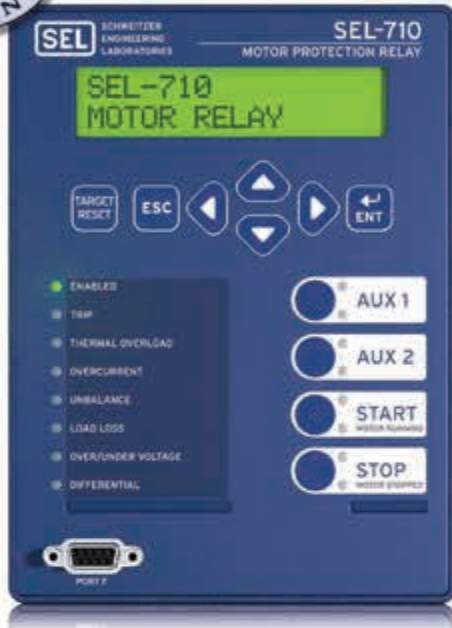 SEL
SCHWEITZER
ENGINEERING
LABORATORIES
SEL-710
MOTOR PROTECTION RELAY
SEL-710
MOTOR RELAY
TARGET
RESET
ESC
ENT
ENABLED
TRIP
THERMAL OVERLOAD
OVERCURRENT
UNBALANCE
LOAD LOSS
OVER/UNDER VOLTAGE
DIFFERENTIAL
AUX 1
AUX 2
START
MOTOR RUNNING
STOP
MOTOR STOPPED
PORT F